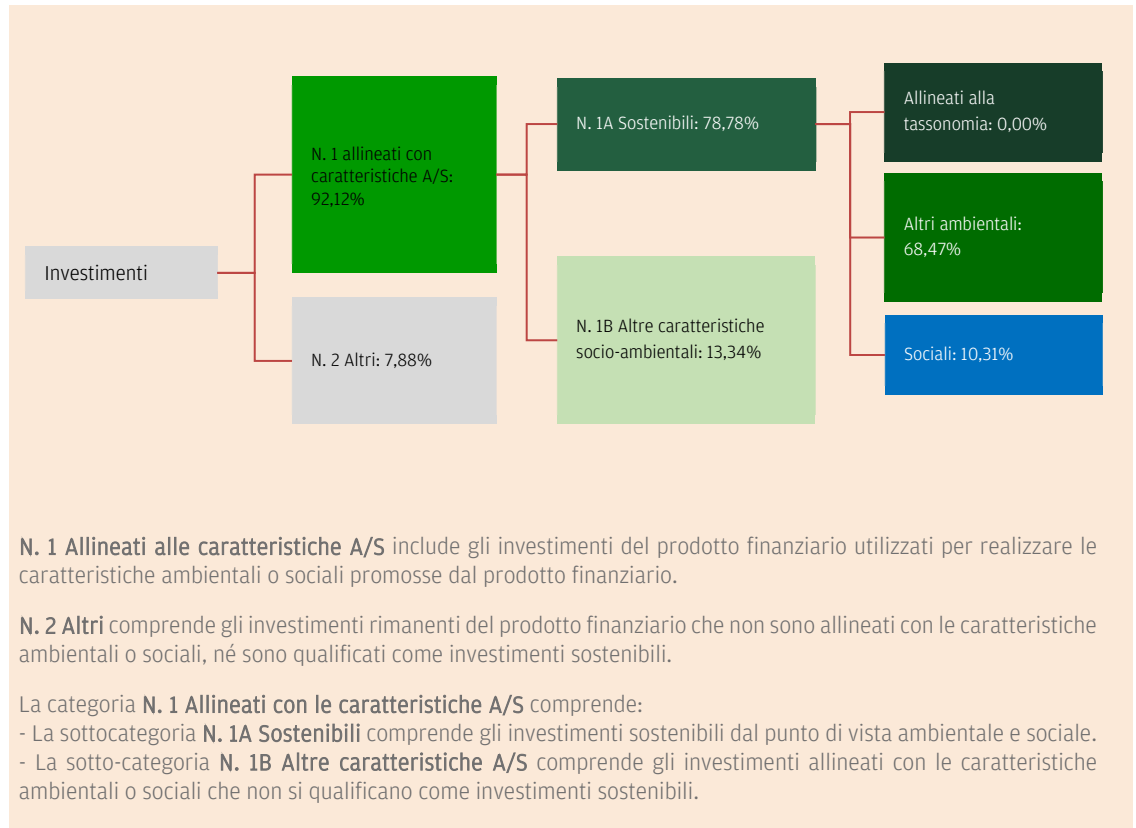 Investimenti
N. 1 allineati con
caratteristiche A/S:
92,12%
N. 2 Altri: 7,88%
N. 1A Sostenibili: 78,78%
N. 1B Altre caratteristiche
socio-ambientali: 13,34%
Allineati alla
tassonomia: 0,00%
Altri ambientali:
68,47%
Sociali: 10,31%
N. 1 Allineati alle caratteristiche A/S include gli investimenti del prodotto finanziario utilizzati per realizzare le
caratteristiche ambientali o sociali promosse dal prodotto finanziario.
N. 2 Altri comprende gli investimenti rimanenti del prodotto finanziario che non sono allineati con le caratteristiche
ambientali o sociali, né sono qualificati come investimenti sostenibili.
La categoria N. 1 Allineati con le caratteristiche A/S comprende:
- La sottocategoria N. 1A Sostenibili comprende gli investimenti sostenibili dal punto di vista ambientale e sociale.
- La sotto-categoria N. 1B Altre caratteristiche A/S comprende gli investimenti allineati con le caratteristiche
ambientali o sociali che non si qualificano come investimenti sostenibili.